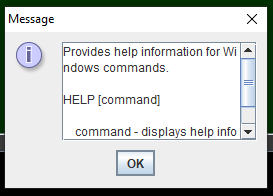 Message
Provides help information for Wi
ndows commands.
HELP [command]
command - displays help info
OK